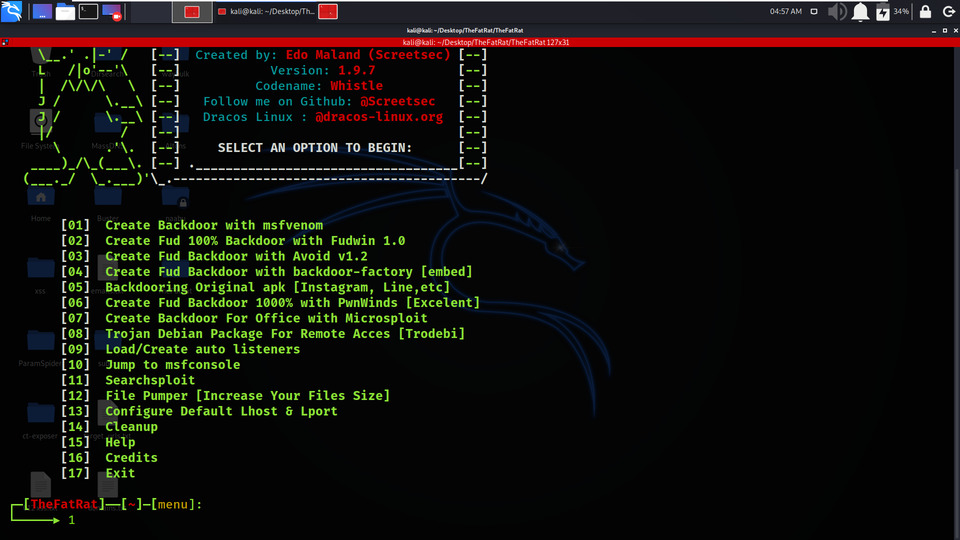 kali@kali: ~/Desktop/Th...
04:57 AM
34%
kali@kali: ~/Desktop/TheFatRat/TheFatRat
kali@kali: ~/Desktop/TheFatRat/TheFatRat 127x31
[--] Created by: Edo Maland (Screetsec) [--]
[--] Version: 1.9.7 [--]
[--] Codename: Whistle [--]
[--] Follow me on Github: @Screetsec [--]
[--] Dracos Linux : @dracos-linux.org [--]
[--] [--]
[--] SELECT AN OPTION TO BEGIN: [--]
[--] .___________________________________[--]
File System
Home
[01] Create Backdoor with msfvenom
[02] Create Fud 100% Backdoor with Fudwin 1.0
[03] Create Fud Backdoor with Avoid v1.2
[04] Create Fud Backdoor with backdoor-factory [embed]
[05] Backdooring Original apk [Instagram, Line,etc]
[06] Create Fud Backdoor 1000% with PwnWinds [Excelent]
[07] Create Backdoor For Office with Microsploit
[08] Trojan Debian Package For Remote Acces [Trodebi]
[09] Load/Create auto listeners
[10] Jump to msfconsole
[11] Searchsploit
[12] File Pumper [Increase Your Files Size]
[13] Configure Default Lhost & Lport
[14] Cleanup
[15] Help
[16] Credits
[17] Exit
ParamSpider
ct-exposer
[TheFatRat]—[~]—[menu]:
1